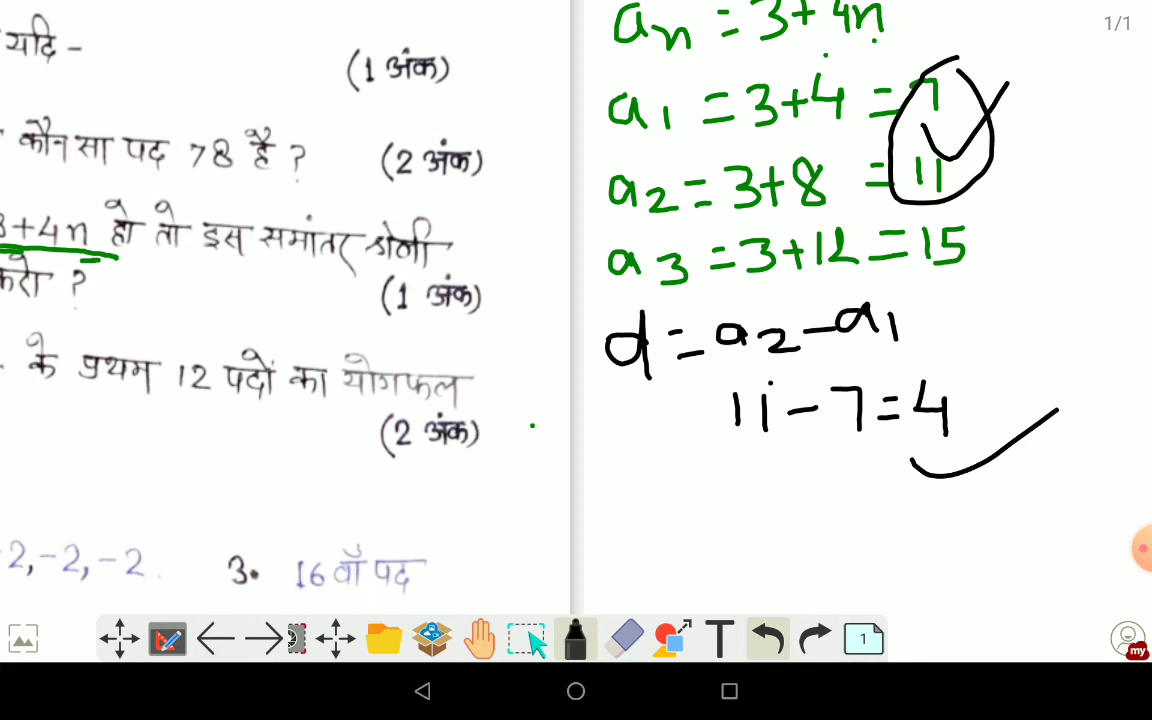 यदि -
(1 अंक)
कौन सा पद 78 है ?
(2 अंक)
3+4n हो तो इस समांतर श्रेणी
करो ?
(1 अंक)
के प्रथम 12 पदों का योगफल
(2 अंक)
2, -2, -2.
3. 16 वाँ पद
an = 3+4n
a1 = 3+4 = 7
a2 = 3+8 = 11
a3 = 3+12 = 15
d = a2 - a1
11 - 7 = 4
1/1
T
1
my